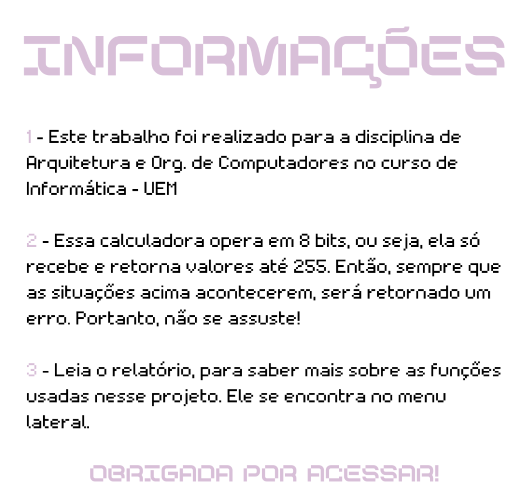 INFORMAÇÕES
1 - Este trabalho foi realizado para a disciplina de
Arquitetura e Org. de Computadores no curso de
Informática - UEM
2 - Essa calculadora opera em 8 bits, ou seja, ela só
recebe e retorna valores até 255. Então, sempre que
as situações acima acontecerem, será retornado um
erro. Portanto, não se assuste!
3 - Leia o relatório, para saber mais sobre as funções
usadas nesse projeto. Ele se encontra no menu
lateral.
OBRIGADA POR ACESSAR!